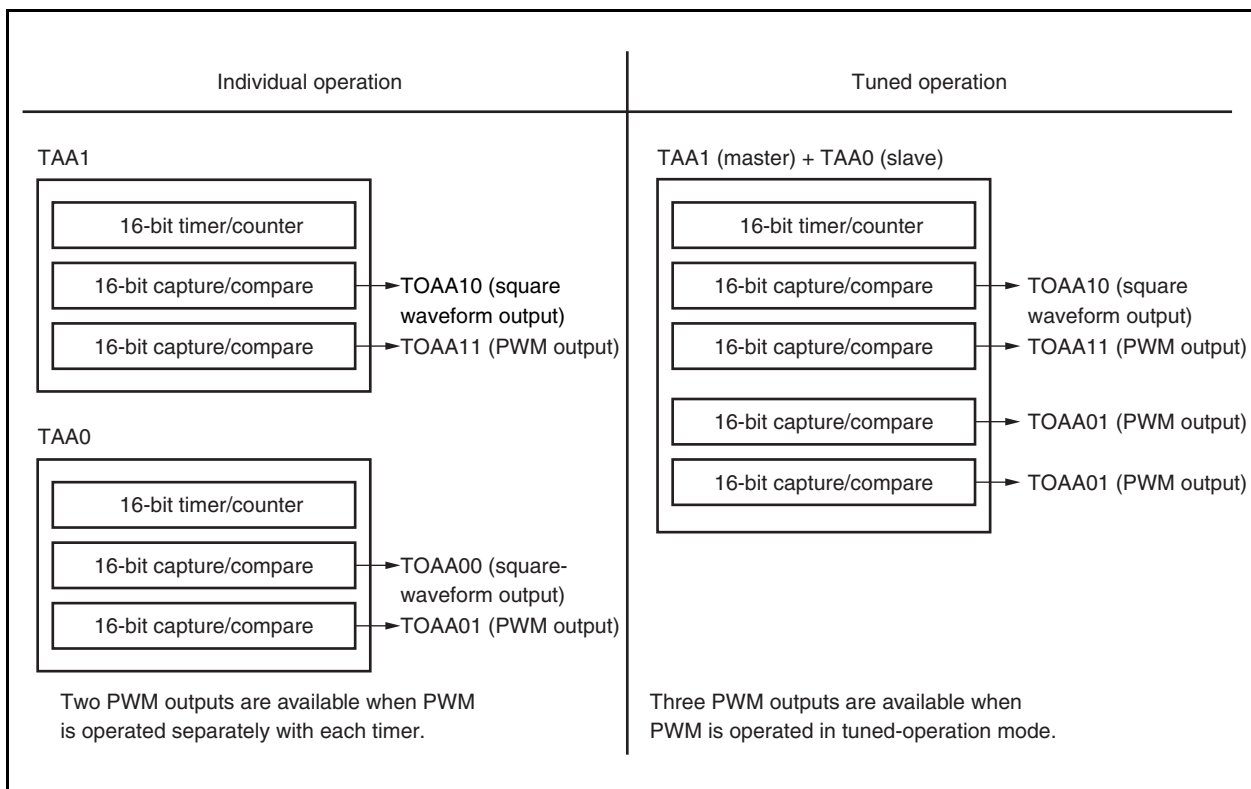 Individual operation
TAA1
16-bit timer/counter
16-bit capture/compare
TOAA10 (square
waveform output)
16-bit capture/compare
TOAA11 (PWM output)
TAA0
16-bit timer/counter
16-bit capture/compare
TOAA00 (square-
waveform output)
16-bit capture/compare
TOAA01 (PWM output)
Two PWM outputs are available when PWM
is operated separately with each timer.
Tuned operation
TAA1 (master) + TAA0 (slave)
16-bit timer/counter
16-bit capture/compare
TOAA10 (square
waveform output)
16-bit capture/compare
TOAA11 (PWM output)
16-bit capture/compare
TOAA01 (PWM output)
16-bit capture/compare
TOAA01 (PWM output)
Three PWM outputs are available when
PWM is operated in tuned-operation mode.